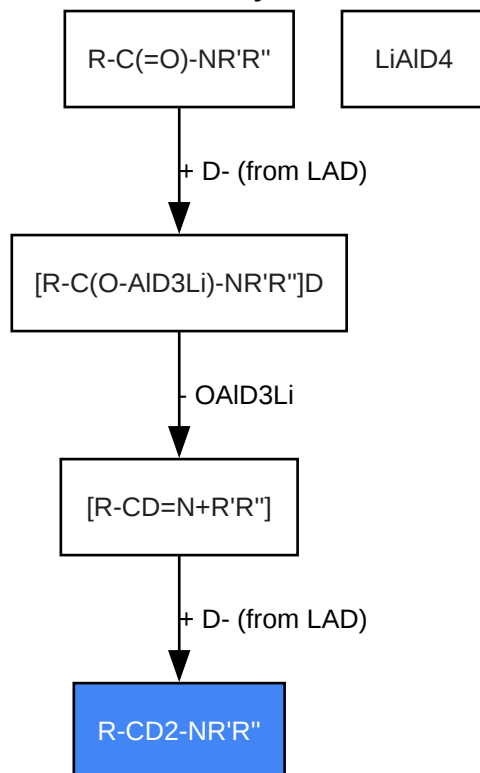 R-C(=O)-NR'R"
LiAlD4
+ D- (from LAD)
[R-C(O-AlD3Li)-NR'R"]D
- OAlD3Li
[R-CD=N+R'R"]
+ D- (from LAD)
R-CD2-NR'R"